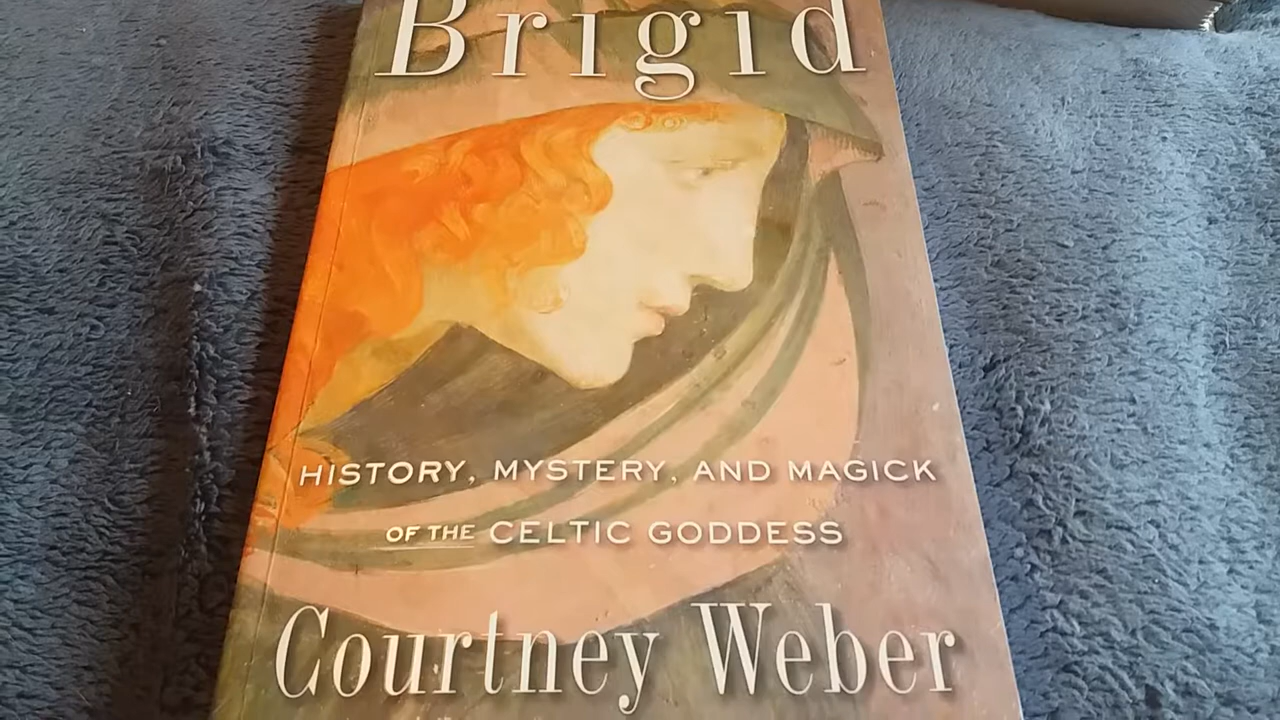 Brigid
HISTORY, MYSTERY, AND MAGICK
OF THE CELTIC GODDESS
Courtney Weber